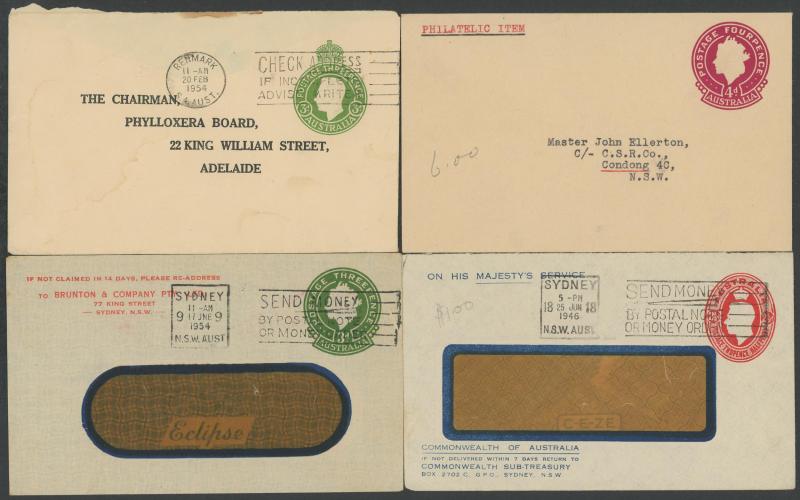 RENMARK
11-AM
20 FEB
1954
S. AUST.
CHECK ADDRESS
IF INC
ADVISE
POSTAGE THREEPENCE
3 3
AUSTRALIA
THE CHAIRMAN,
PHYLLOXERA BOARD,
22 KING WILLIAM STREET,
ADELAIDE
PHILATELIC ITEM
POSTAGE FOURPENCE
4d
AUSTRALIA
Master John Ellerton,
C/- C.S.R.Co.,
Condong 4C,
N.S.W.
6.00
IF NOT CLAIMED IN 14 DAYS, PLEASE RE-ADDRESS
TO BRUNTON & COMPANY PTY.
77 KING STREET
SYDNEY, N.S.W.
SYDNEY
11-AM
9 17 JNE 9
1954
N.S.W. AUST
SEND MONEY
BY POSTAL NOTE
OR MONEY
POSTAGE THREEPENCE
3d
AUSTRALIA
Eclipse
ON HIS MAJESTY'S SERVICE
$1.00
SYDNEY
5-PM
18 25 JUN 18
1946
N.S.W. AUST
SEND MONEY
BY POSTAL NOTE
OR MONEY ORDER
AUSTRALIA
C-E-ZE
COMMONWEALTH OF AUSTRALIA
IF NOT DELIVERED WITHIN 7 DAYS RETURN TO
COMMONWEALTH SUB-TREASURY
BOX 2702 C, G.P.O., SYDNEY, N.S.W.